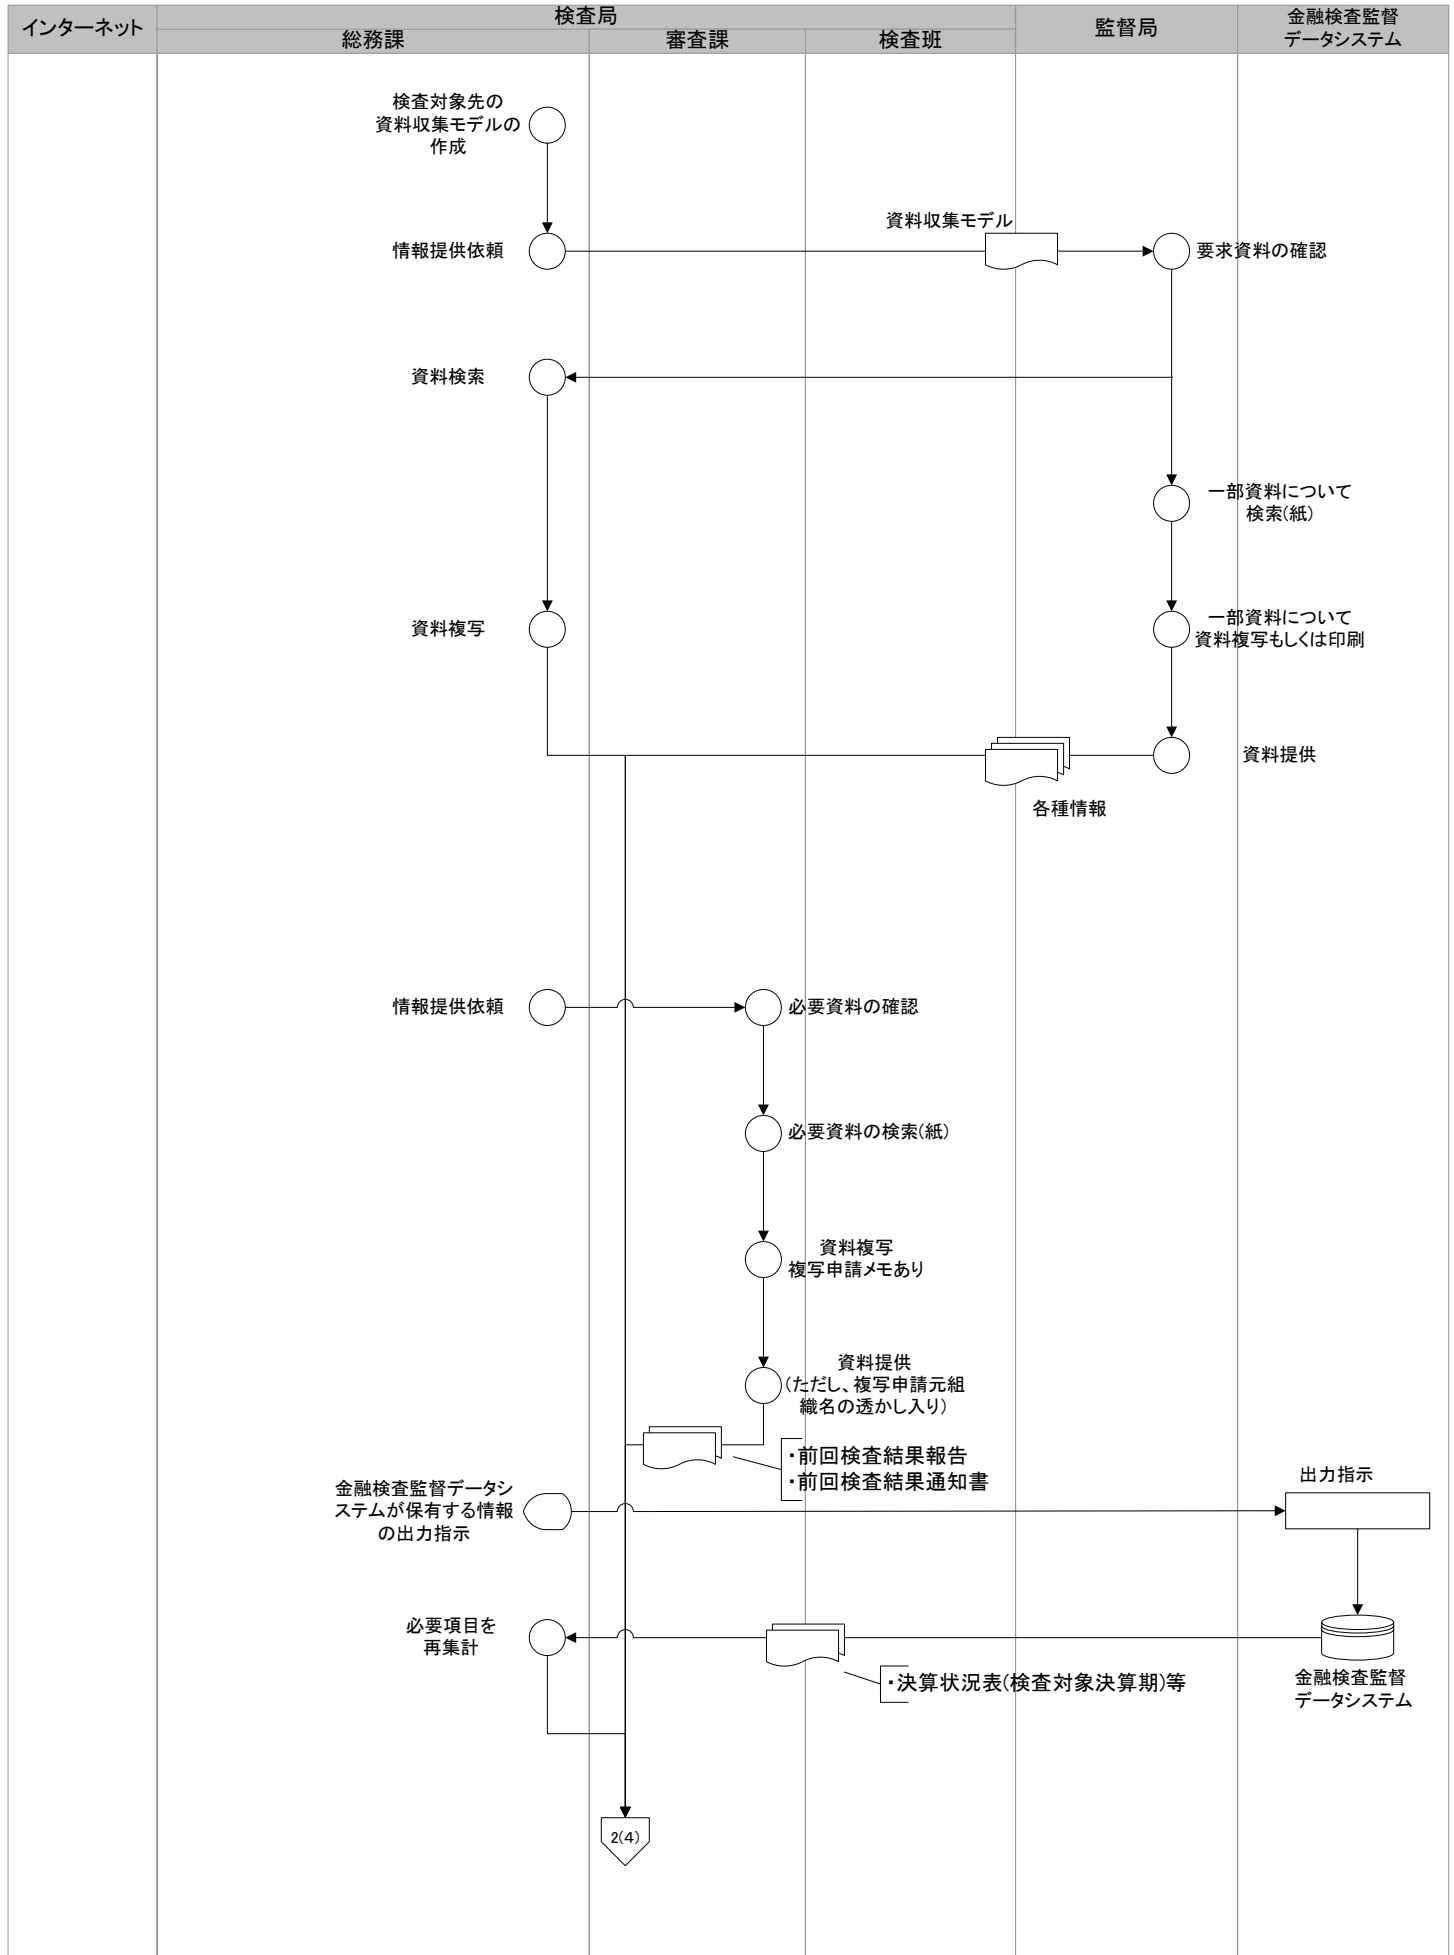 インターネット
検査局
総務課
審査課
検査班
監督局
金融検査監督
データシステム
検査対象先の
資料収集モデルの
作成
資料収集モデル
情報提供依頼
要求資料の確認
資料検索
一部資料について
検索(紙)
資料複写
一部資料について
資料複写もしくは印刷
資料提供
各種情報
情報提供依頼
必要資料の確認
必要資料の検索(紙)
資料複写
複写申請メモあり
資料提供
(ただし、複写申請元組
織名の透かし入り)
・前回検査結果報告
・前回検査結果通知書
金融検査監督データシ
ステムが保有する情報
の出力指示
出力指示
必要項目を
再集計
・決算状況表(検査対象決算期)等
金融検査監督
データシステム
2(4)